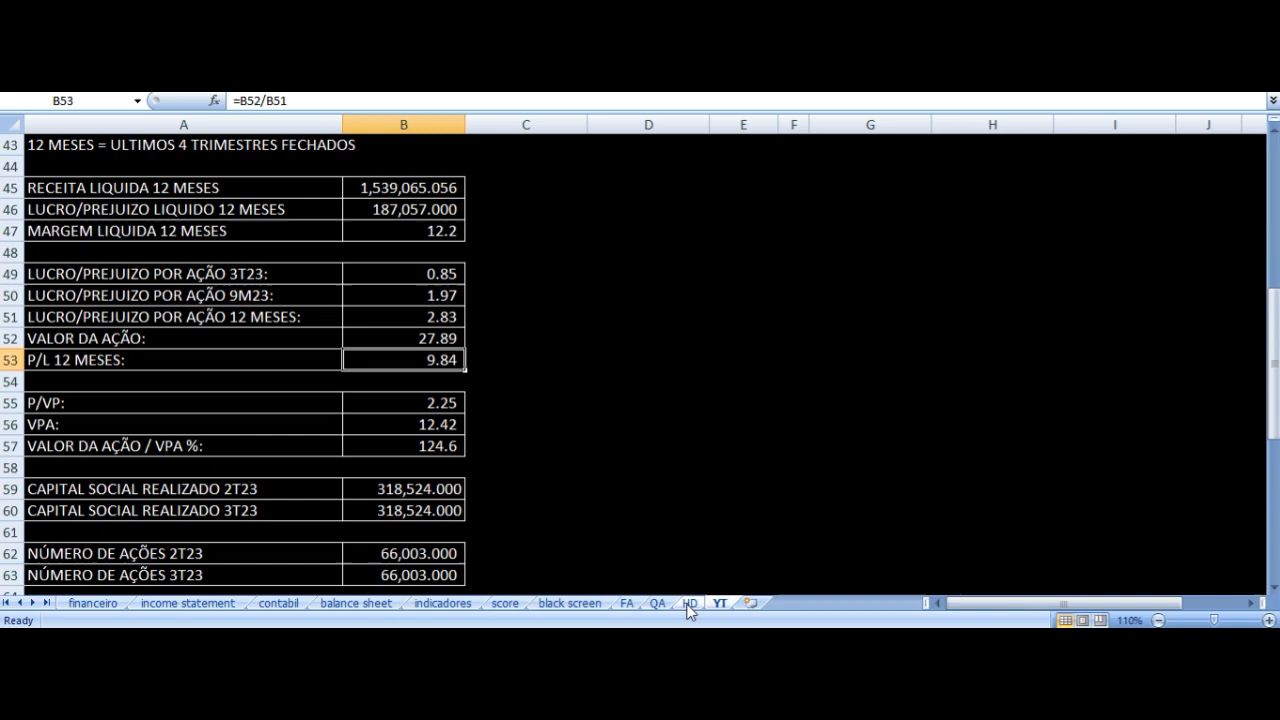 B53 fx =B52/B51
A B C D E F G H I J
43 12 MESES = ULTIMOS 4 TRIMESTRES FECHADOS
44
45 RECEITA LIQUIDA 12 MESES 1,539,065.056
46 LUCRO/PREJUIZO LIQUIDO 12 MESES 187,057.000
47 MARGEM LIQUIDA 12 MESES 12.2
48
49 LUCRO/PREJUIZO POR AÇÃO 3T23: 0.85
50 LUCRO/PREJUIZO POR AÇÃO 9M23: 1.97
51 LUCRO/PREJUIZO POR AÇÃO 12 MESES: 2.83
52 VALOR DA AÇÃO: 27.89
53 P/L 12 MESES: 9.84
54
55 P/VP: 2.25
56 VPA: 12.42
57 VALOR DA AÇÃO / VPA %: 124.6
58
59 CAPITAL SOCIAL REALIZADO 2T23 318,524.000
60 CAPITAL SOCIAL REALIZADO 3T23 318,524.000
61
62 NÚMERO DE AÇÕES 2T23 66,003.000
63 NÚMERO DE AÇÕES 3T23 66,003.000
financeiro income statement contabil balance sheet indicadores score black screen FA QA HD YT
Ready 110%